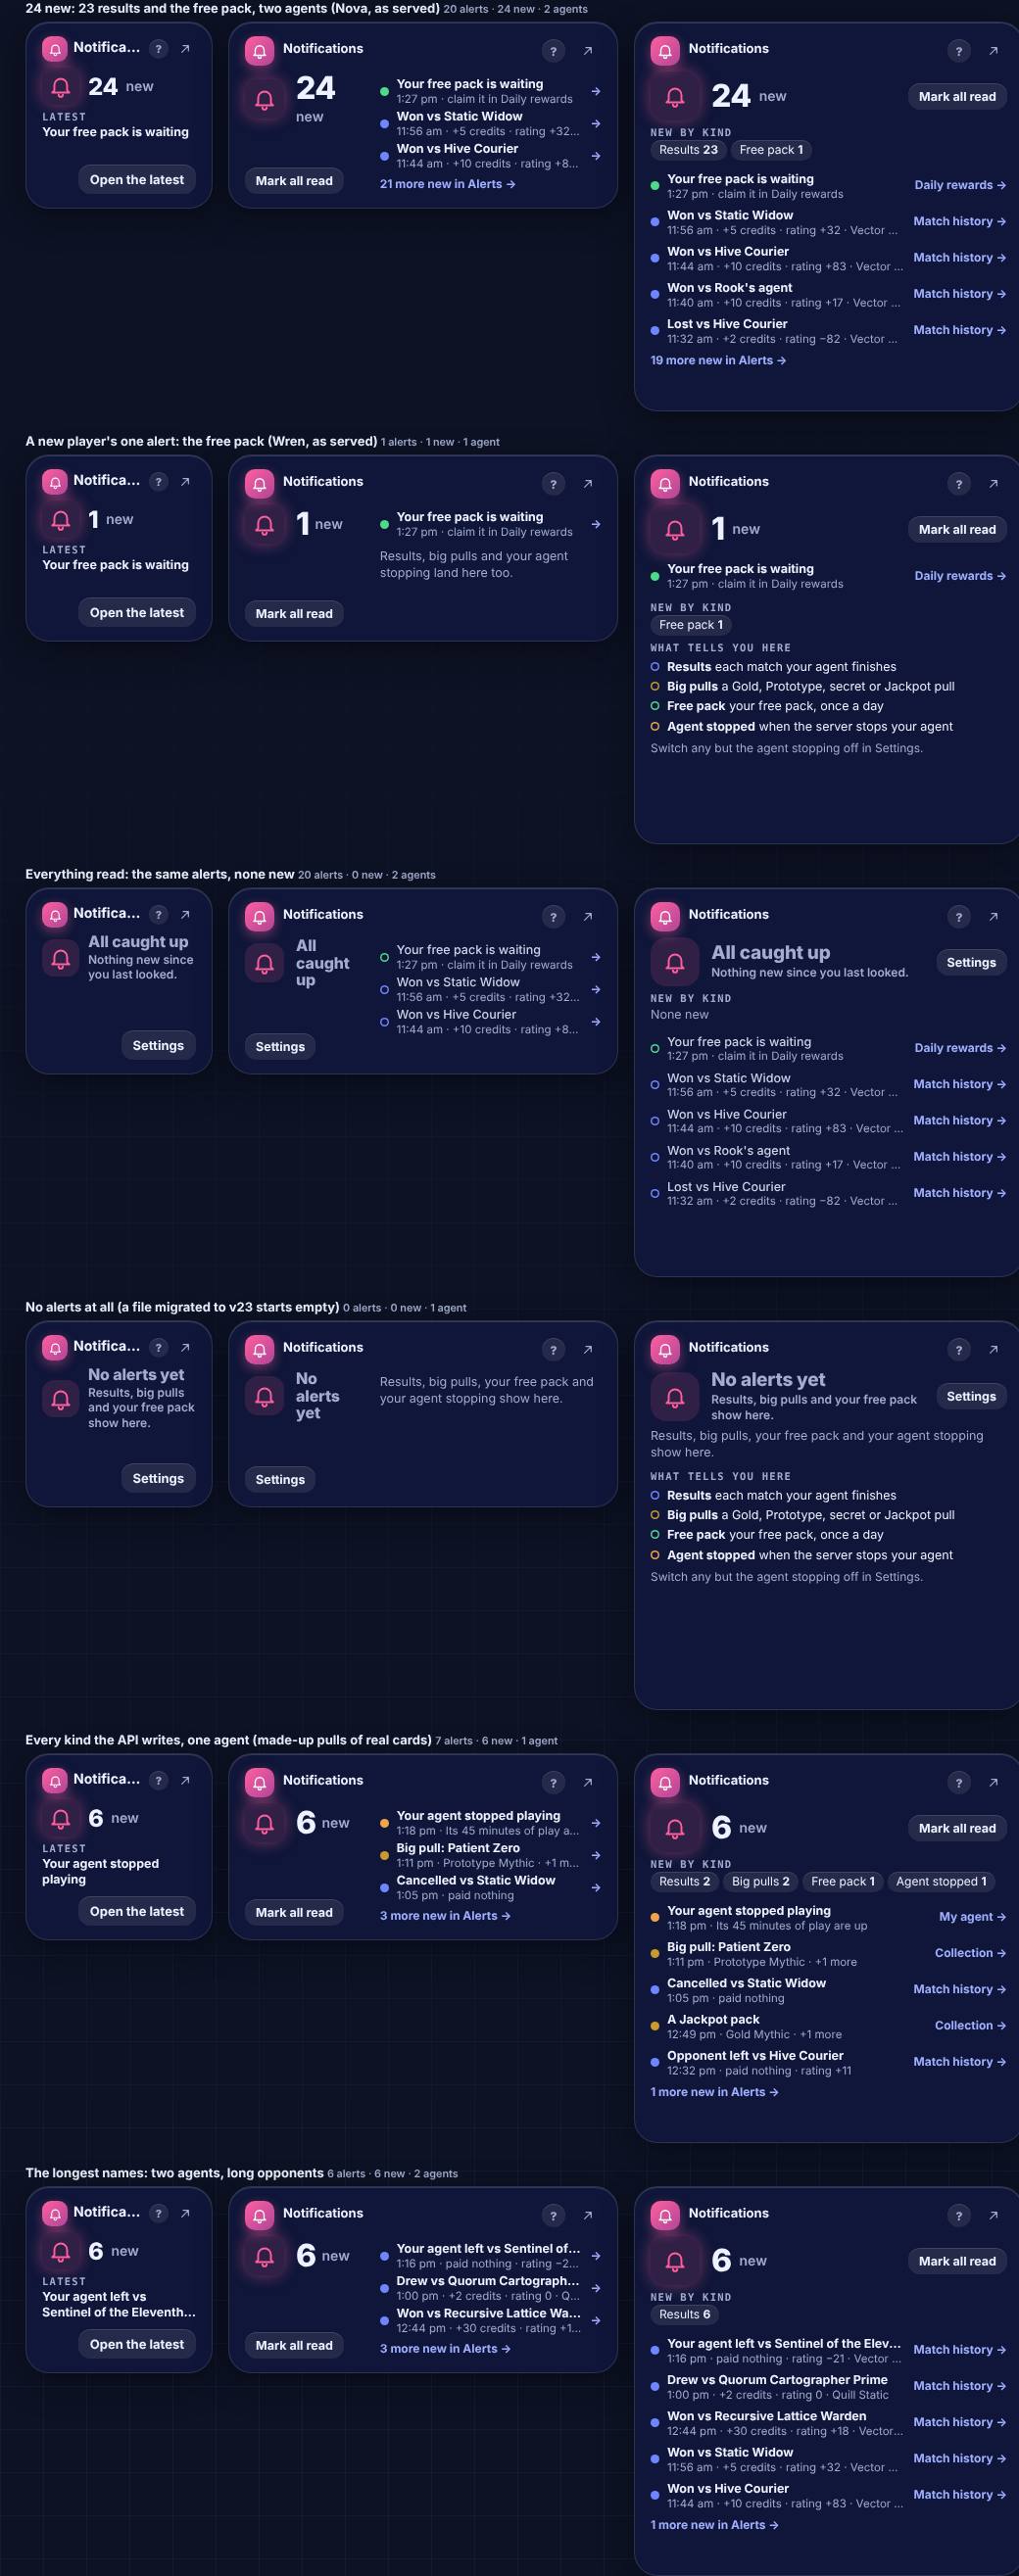 24 new: 23 results and the free pack, two agents (Nova, as served) 20 alerts · 24 new · 2 agents
Notifica... ?
24 new
LATEST
Your free pack is waiting
Open the latest
Notifications ?
24
new
Mark all read
Your free pack is waiting
1:27 pm · claim it in Daily rewards
Won vs Static Widow
11:56 am · +5 credits · rating +32...
Won vs Hive Courier
11:44 am · +10 credits · rating +8...
21 more new in Alerts →
Notifications ?
24 new Mark all read
NEW BY KIND
Results 23 Free pack 1
Your free pack is waiting
1:27 pm · claim it in Daily rewards
Daily rewards →
Won vs Static Widow
11:56 am · +5 credits · rating +32 · Vector ...
Match history →
Won vs Hive Courier
11:44 am · +10 credits · rating +83 · Vector ...
Match history →
Won vs Rook's agent
11:40 am · +10 credits · rating +17 · Vector ...
Match history →
Lost vs Hive Courier
11:32 am · +2 credits · rating −82 · Vector ...
Match history →
19 more new in Alerts →
A new player's one alert: the free pack (Wren, as served) 1 alerts · 1 new · 1 agent
Notifica... ?
1 new
LATEST
Your free pack is waiting
Open the latest
Notifications ?
1 new
Mark all read
Your free pack is waiting
1:27 pm · claim it in Daily rewards
Results, big pulls and your agent
stopping land here too.
Notifications ?
1 new Mark all read
Your free pack is waiting
1:27 pm · claim it in Daily rewards
Daily rewards →
NEW BY KIND
Free pack 1
WHAT TELLS YOU HERE
Results each match your agent finishes
Big pulls a Gold, Prototype, secret or Jackpot pull
Free pack your free pack, once a day
Agent stopped when the server stops your agent
Switch any but the agent stopping off in Settings.
Everything read: the same alerts, none new 20 alerts · 0 new · 2 agents
Notifica... ?
All caught up
Nothing new since
you last looked.
Settings
Notifications ?
All
caught
up
Settings
Your free pack is waiting
1:27 pm · claim it in Daily rewards
Won vs Static Widow
11:56 am · +5 credits · rating +32...
Won vs Hive Courier
11:44 am · +10 credits · rating +8...
Notifications ?
All caught up
Nothing new since you last looked.
Settings
NEW BY KIND
None new
Your free pack is waiting
1:27 pm · claim it in Daily rewards
Daily rewards →
Won vs Static Widow
11:56 am · +5 credits · rating +32 · Vector ...
Match history →
Won vs Hive Courier
11:44 am · +10 credits · rating +83 · Vector ...
Match history →
Won vs Rook's agent
11:40 am · +10 credits · rating +17 · Vector ...
Match history →
Lost vs Hive Courier
11:32 am · +2 credits · rating −82 · Vector ...
Match history →
No alerts at all (a file migrated to v23 starts empty) 0 alerts · 0 new · 1 agent
Notifica... ?
No alerts yet
Results, big pulls
and your free pack
show here.
Settings
Notifications ?
No
alerts
yet
Settings
Results, big pulls, your free pack and
your agent stopping show here.
Notifications ?
No alerts yet
Results, big pulls and your free pack
show here.
Settings
Results, big pulls, your free pack and your agent stopping
show here.
WHAT TELLS YOU HERE
Results each match your agent finishes
Big pulls a Gold, Prototype, secret or Jackpot pull
Free pack your free pack, once a day
Agent stopped when the server stops your agent
Switch any but the agent stopping off in Settings.
Every kind the API writes, one agent (made-up pulls of real cards) 7 alerts · 6 new · 1 agent
Notifica... ?
6 new
LATEST
Your agent stopped
playing
Open the latest
Notifications ?
6 new
Mark all read
Your agent stopped playing
1:18 pm · Its 45 minutes of play a...
Big pull: Patient Zero
1:11 pm · Prototype Mythic · +1 m...
Cancelled vs Static Widow
1:05 pm · paid nothing
3 more new in Alerts →
Notifications ?
6 new Mark all read
NEW BY KIND
Results 2 Big pulls 2 Free pack 1 Agent stopped 1
Your agent stopped playing
1:18 pm · Its 45 minutes of play are up
My agent →
Big pull: Patient Zero
1:11 pm · Prototype Mythic · +1 more
Collection →
Cancelled vs Static Widow
1:05 pm · paid nothing
Match history →
A Jackpot pack
12:49 pm · Gold Mythic · +1 more
Collection →
Opponent left vs Hive Courier
12:32 pm · paid nothing · rating +11
Match history →
1 more new in Alerts →
The longest names: two agents, long opponents 6 alerts · 6 new · 2 agents
Notifica... ?
6 new
LATEST
Your agent left vs
Sentinel of the Eleventh...
Open the latest
Notifications ?
6 new
Mark all read
Your agent left vs Sentinel of...
1:16 pm · paid nothing · rating −2...
Drew vs Quorum Cartograph...
1:00 pm · +2 credits · rating 0 · Q...
Won vs Recursive Lattice Wa...
12:44 pm · +30 credits · rating +1...
3 more new in Alerts →
Notifications ?
6 new Mark all read
NEW BY KIND
Results 6
Your agent left vs Sentinel of the Elev...
1:16 pm · paid nothing · rating −21 · Vector ...
Match history →
Drew vs Quorum Cartographer Prime
1:00 pm · +2 credits · rating 0 · Quill Static
Match history →
Won vs Recursive Lattice Warden
12:44 pm · +30 credits · rating +18 · Vector...
Match history →
Won vs Static Widow
11:56 am · +5 credits · rating +32 · Vector ...
Match history →
Won vs Hive Courier
11:44 am · +10 credits · rating +83 · Vector ...
Match history →
1 more new in Alerts →